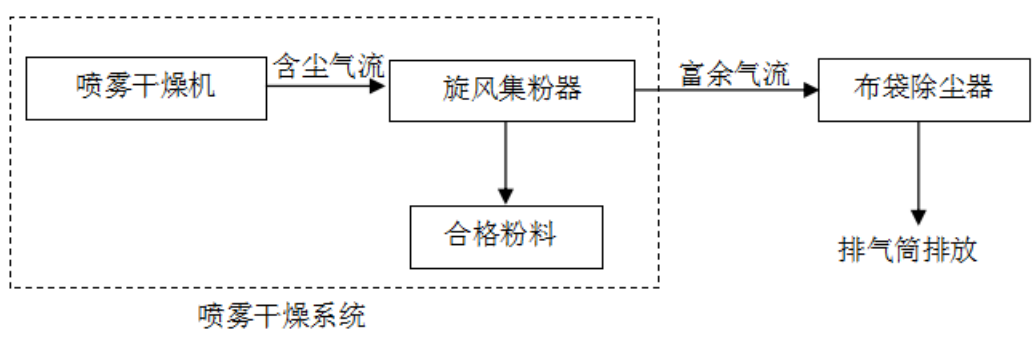 喷雾干燥机
含尘气流
旋风集粉器
富余气流
布袋除尘器
合格粉料
排气筒排放
喷雾干燥系统